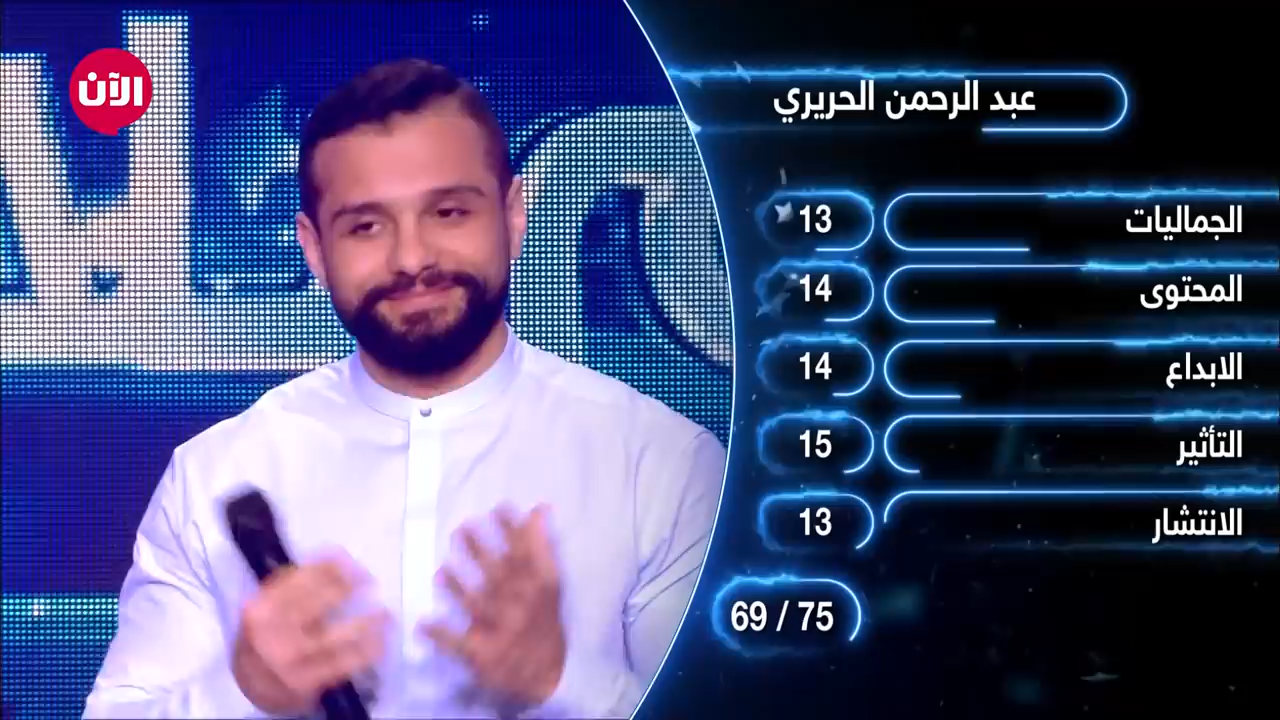 الآن
عبد الرحمن الحريري
الجماليات 13
المحتوى 14
الابداع 14
التأثير 15
الانتشار 13
69 / 75